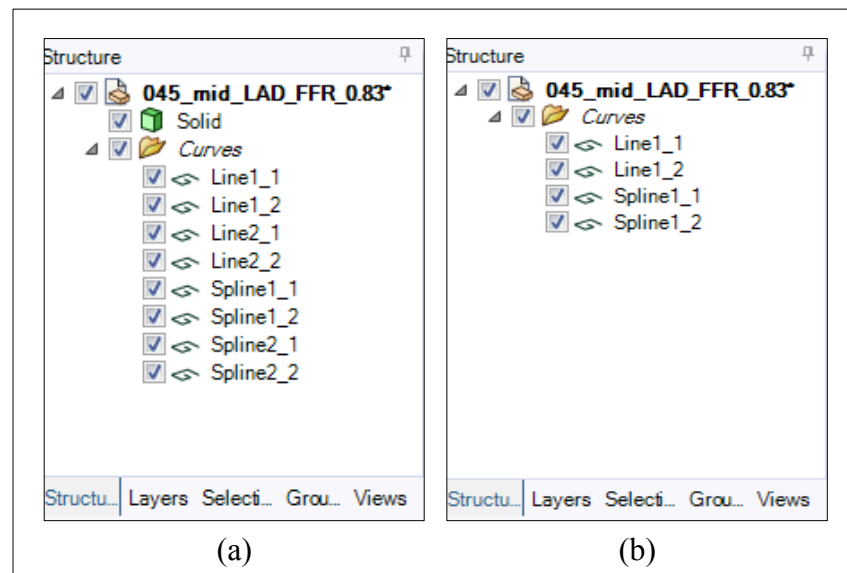 Structure
045_mid_LAD_FFR_0.83*
Solid
Curves
Line1_1
Line1_2
Line2_1
Line2_2
Spline1_1
Spline1_2
Spline2_1
Spline2_2
Structu... Layers Selecti... Grou... Views
(a)
Structure
045_mid_LAD_FFR_0.83*
Curves
Line1_1
Line1_2
Spline1_1
Spline1_2
Structu... Layers Selecti... Grou... Views
(b)